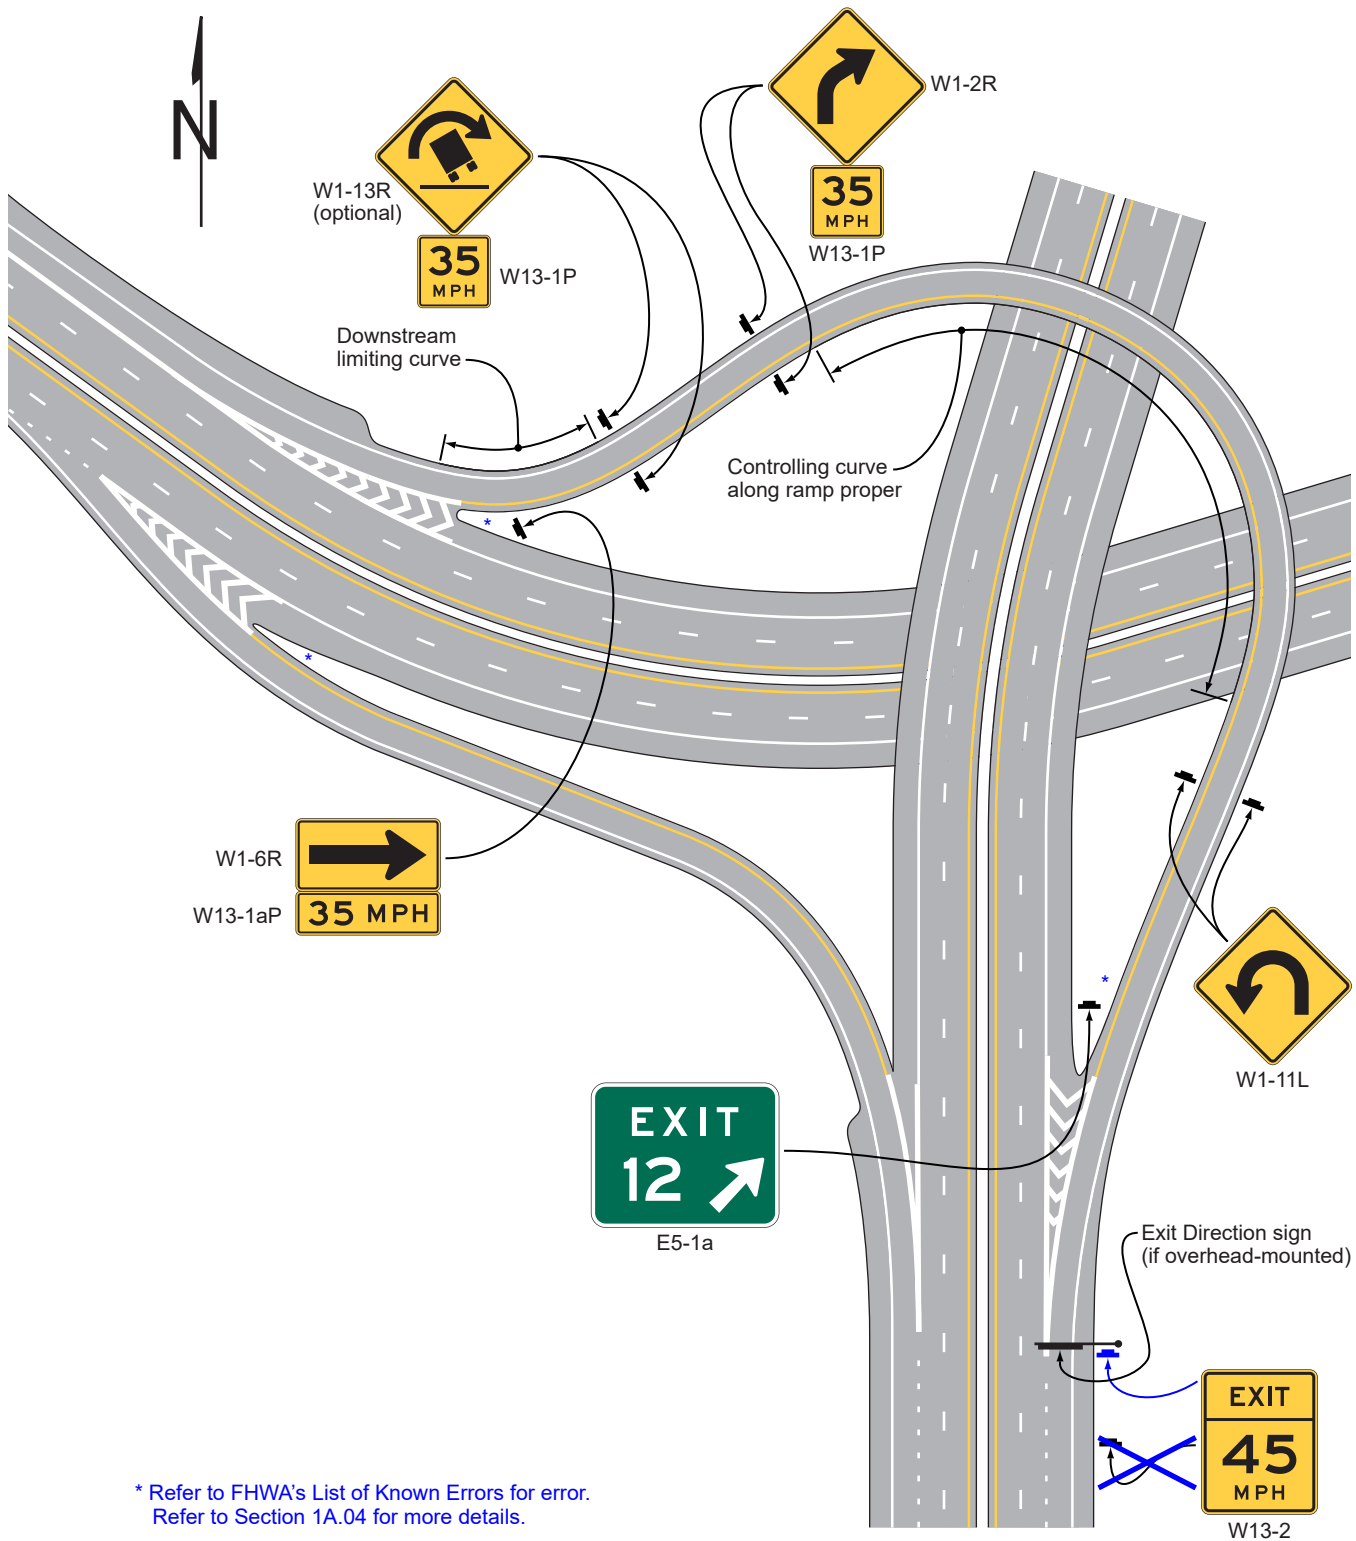 N
W1-2R
35
MPH
W13-1P
W1-13R
(optional)
35
MPH
W13-1P
Downstream
limiting curve
Controlling curve
along ramp proper
*
*
W1-6R
W13-1aP
35 MPH
*
W1-11L
EXIT
12
E5-1a
Exit Direction sign
(if overhead-mounted)
EXIT
45
MPH
W13-2
* Refer to FHWA's List of Known Errors for error.
Refer to Section 1A.04 for more details.